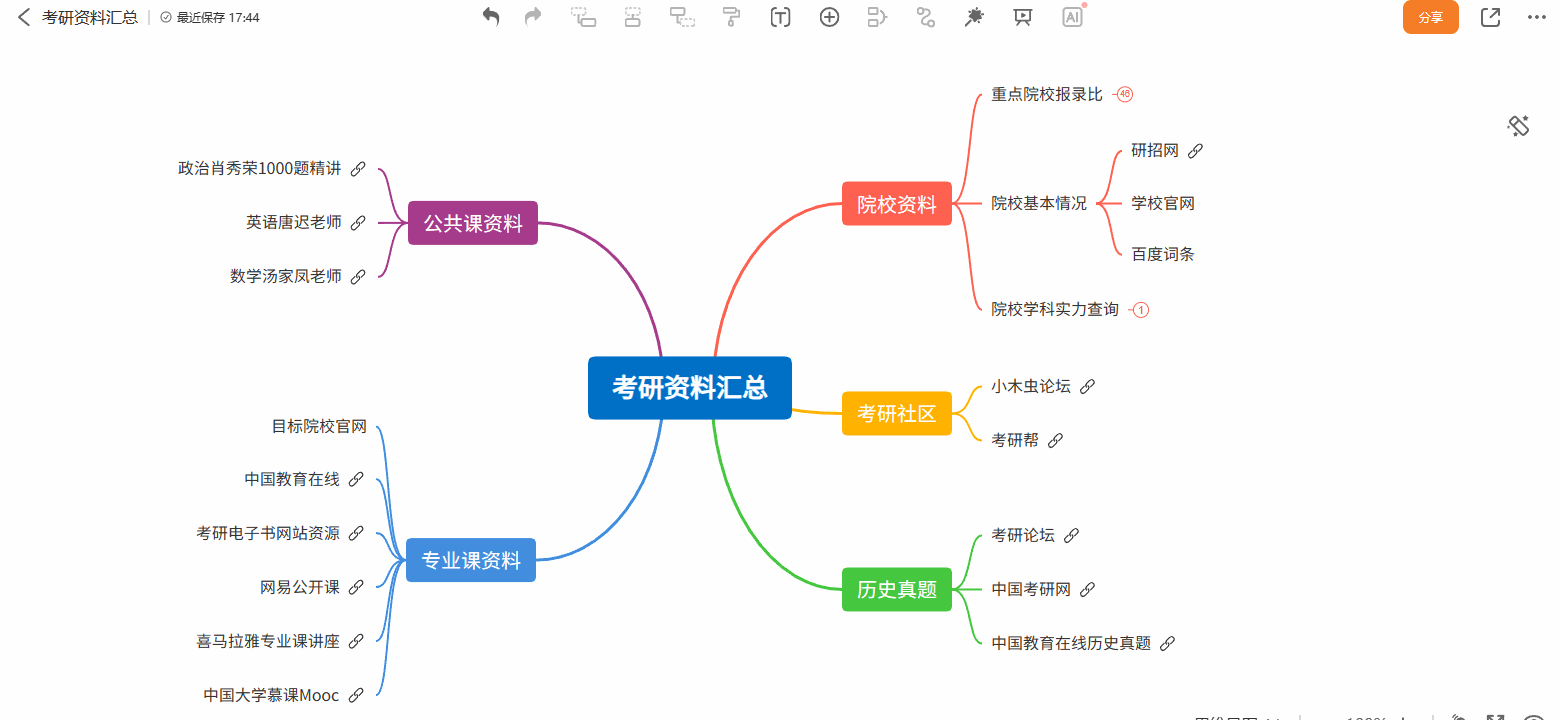 考研资料汇总
最近保存 17:44
T
AI
分享
重点院校报录比
46
研招网
院校资料
院校基本情况
学校官网
百度词条
院校学科实力查询
1
政治肖秀荣1000题精讲
英语唐迟老师
公共课资料
数学汤家凤老师
考研资料汇总
小木虫论坛
考研社区
考研帮
目标院校官网
中国教育在线
考研电子书网站资源
专业课资料
网易公开课
喜马拉雅专业课讲座
中国大学慕课Mooc
考研论坛
历史真题
中国考研网
中国教育在线历史真题
100%